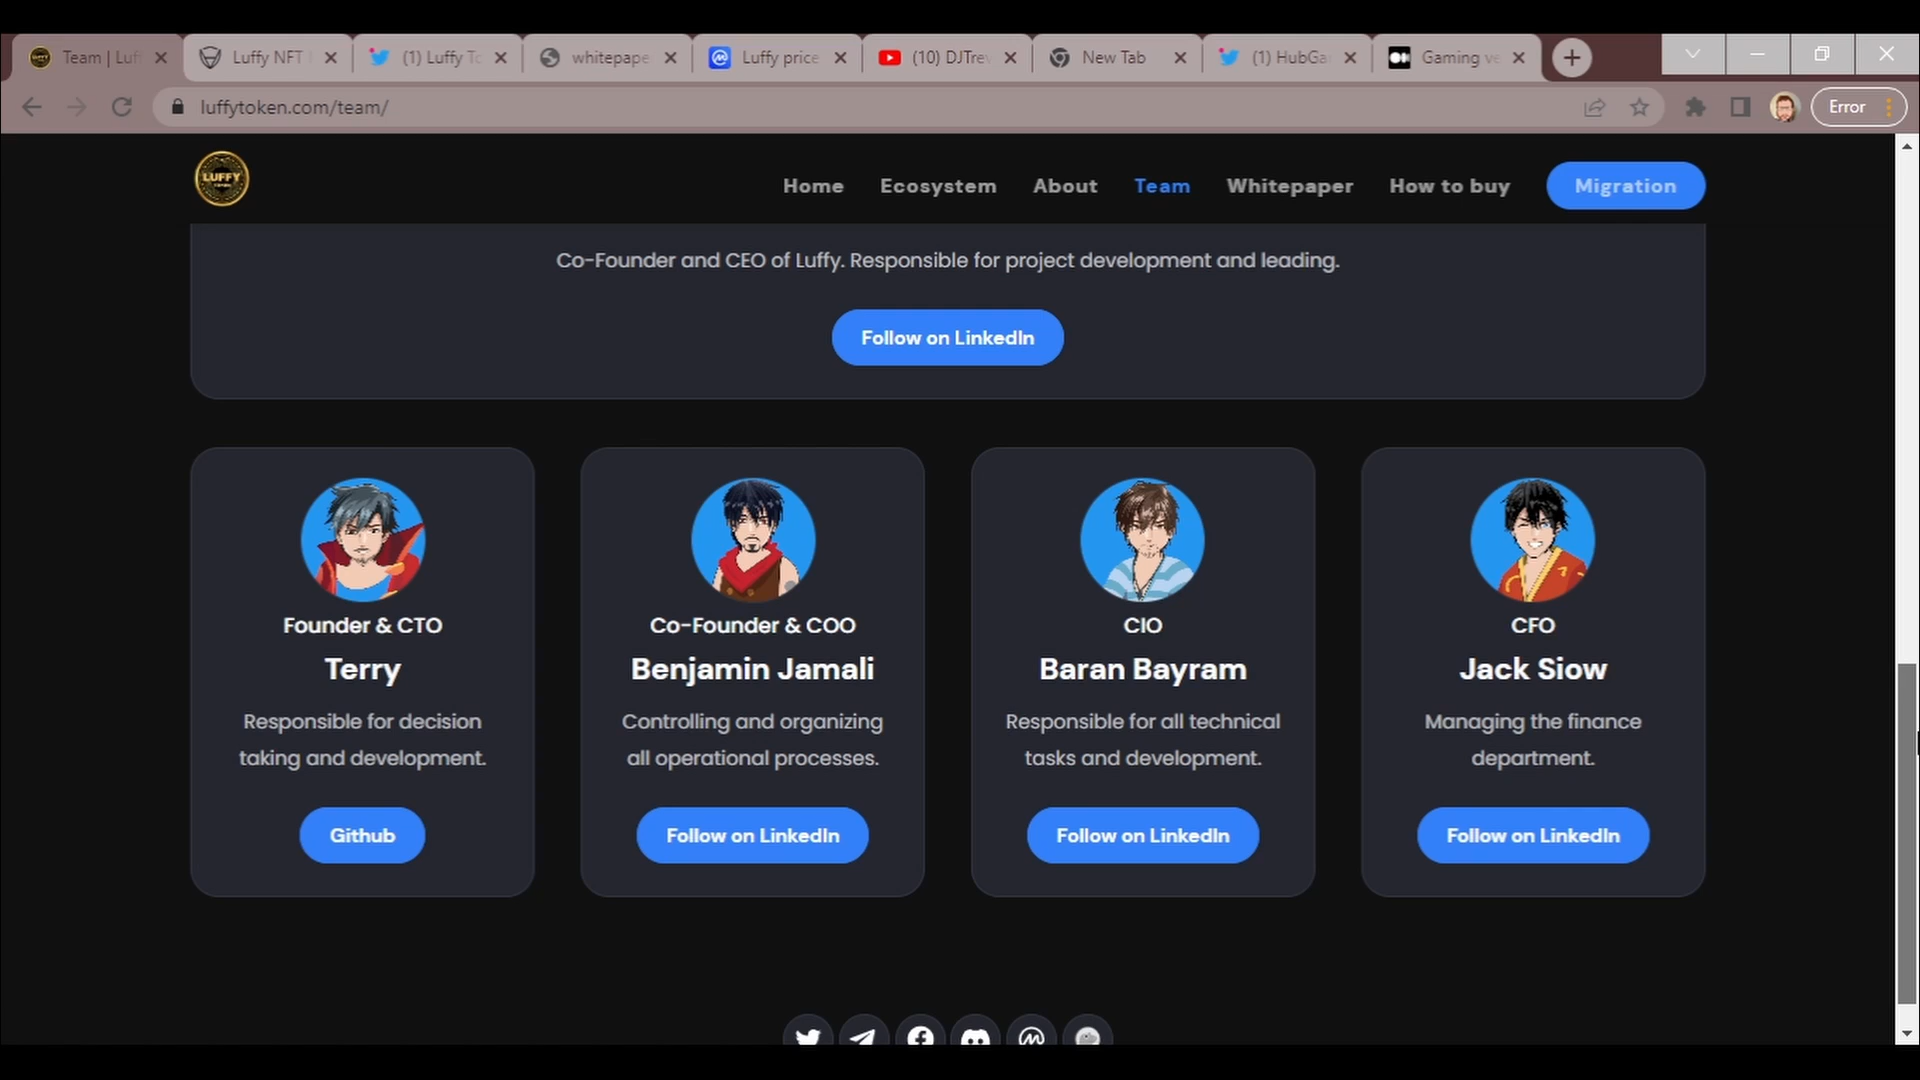 Team | Luf
Luffy NFT
(1) Luffy To
whitepape
Luffy price
(10) DJTrev
New Tab
(1) HubGa
Gaming ve
luffytoken.com/team/
Error
LUFFY
Home
Ecosystem
About
Team
Whitepaper
How to buy
Migration
Co-Founder and CEO of Luffy. Responsible for project development and leading.
Follow on LinkedIn
Founder & CTO
Terry
Responsible for decision
taking and development.
Github
Co-Founder & COO
Benjamin Jamali
Controlling and organizing
all operational processes.
Follow on LinkedIn
CIO
Baran Bayram
Responsible for all technical
tasks and development.
Follow on LinkedIn
CFO
Jack Siow
Managing the finance
department.
Follow on LinkedIn